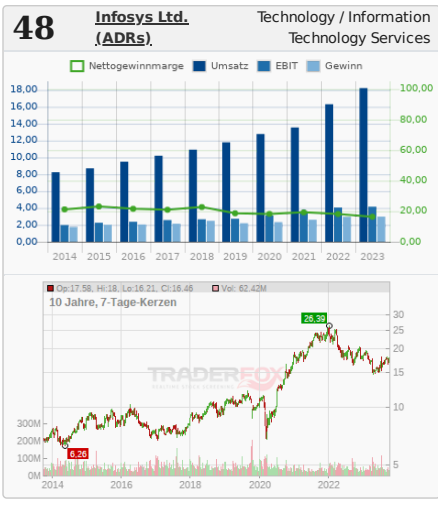 48
Infosys Ltd.
(ADRs)
Technology / Information
Technology Services
Nettogewinnmarge Umsatz EBIT Gewinn
18,00 100,00
16,00
14,00 80,00
12,00
10,00 60,00
8,00
6,00 40,00
4,00 20,00
2,00
0,00 0,00
2014 2015 2016 2017 2018 2019 2020 2021 2022 2023
Op:17.58, Hi:18, Lo:16.21, Cl:16.46 Vol: 62.42M
10 Jahre, 7-Tage-Kerzen
26,39
30
25
20
TRADERFOX
15
10
300M
200M
6,26
100M
5
0M
2014 2016 2018 2020 2022